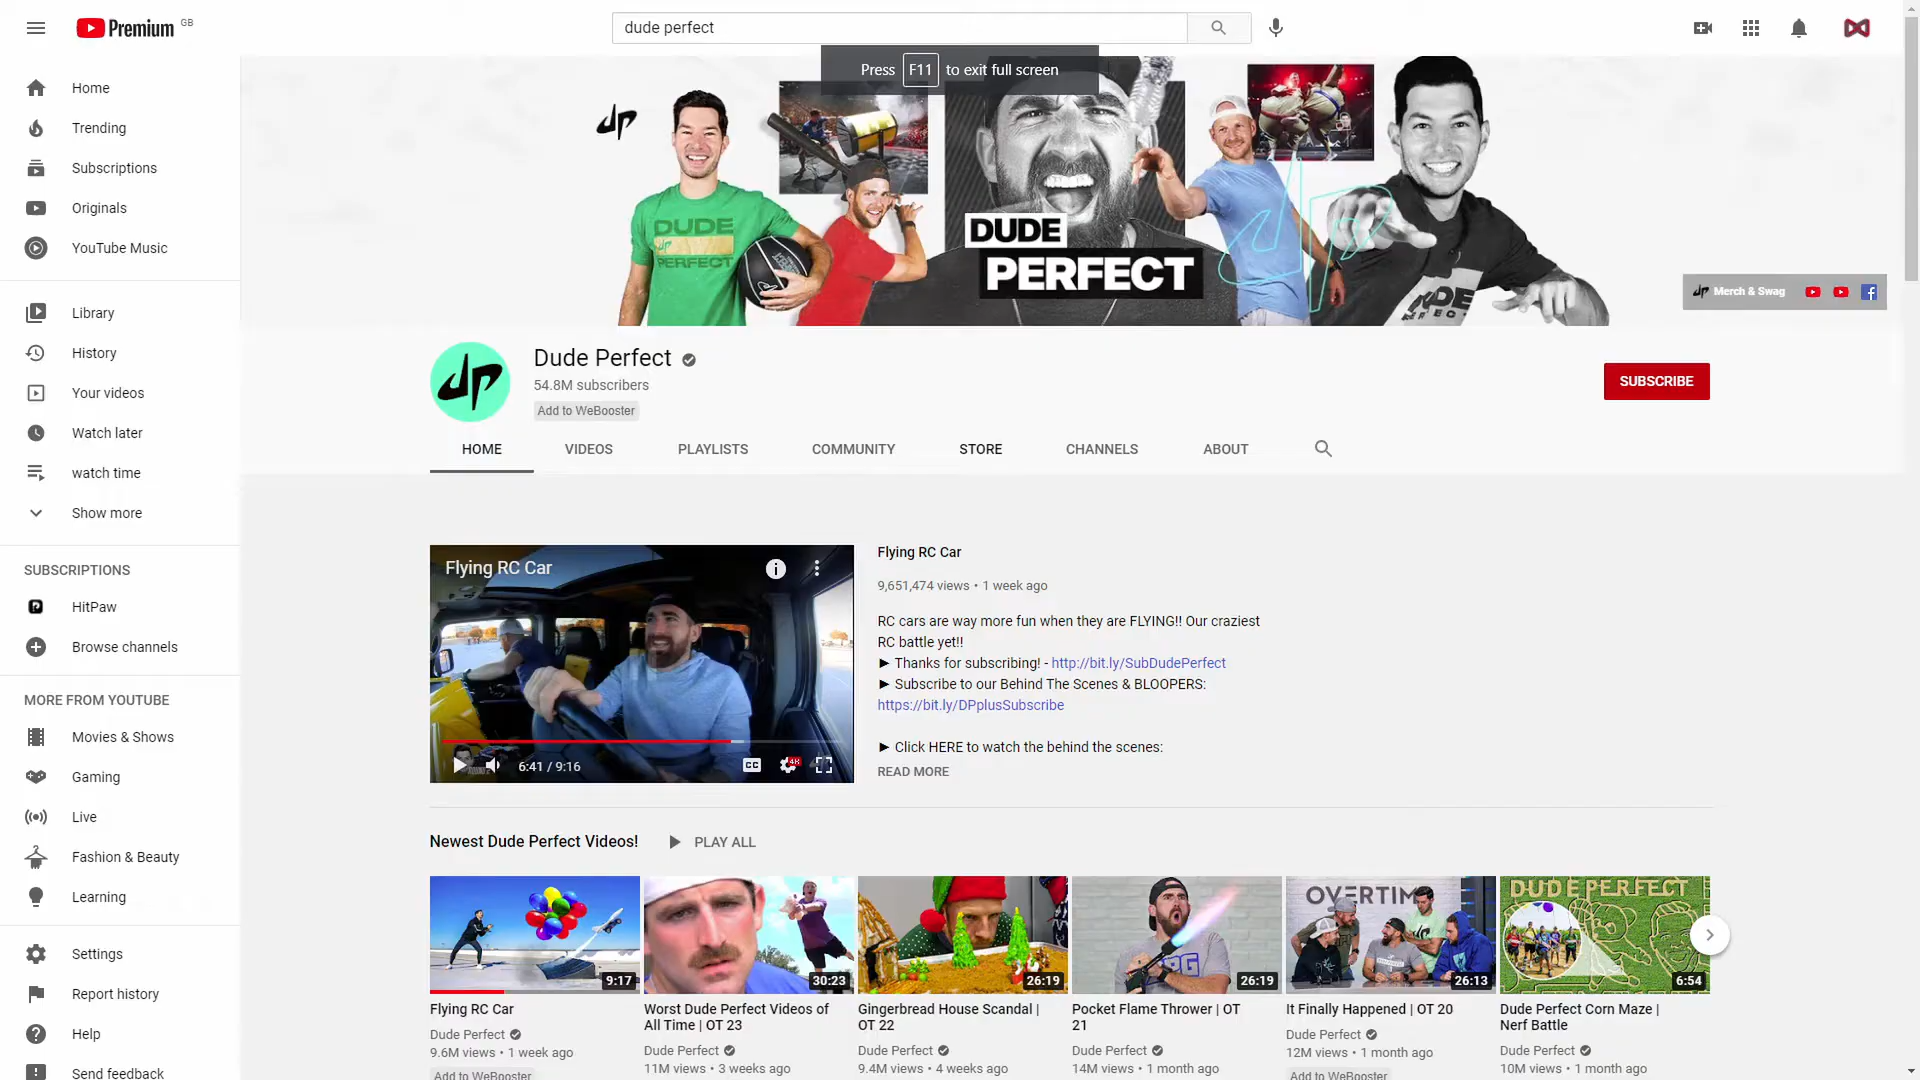 Premium GB
dude perfect
Press F11 to exit full screen
Home
Trending
Subscriptions
Originals
YouTube Music
Library
History
Your videos
Watch later
watch time
Show more
SUBSCRIPTIONS
HitPaw
Browse channels
MORE FROM YOUTUBE
Movies & Shows
Gaming
Live
Fashion & Beauty
Learning
Settings
Report history
Help
Send feedback
dp
DUDE
PERFECT
DUDE
PERFECT
Merch & Swag
dp
Dude Perfect
54.8M subscribers
Add to WeBooster
SUBSCRIBE
HOME VIDEOS PLAYLISTS COMMUNITY STORE CHANNELS ABOUT
Flying RC Car
6:41 / 9:16
CC
4K
Flying RC Car
9,651,474 views • 1 week ago
RC cars are way more fun when they are FLYING!! Our craziest
RC battle yet!!
► Thanks for subscribing! - http://bit.ly/SubDudePerfect
► Subscribe to our Behind The Scenes & BLOOPERS:
https://bit.ly/DPplusSubscribe
► Click HERE to watch the behind the scenes:
READ MORE
Newest Dude Perfect Videos! PLAY ALL
9:17
Flying RC Car
Dude Perfect
9.6M views • 1 week ago
Add to WeBooster
30:23
Worst Dude Perfect Videos of
All Time | OT 23
Dude Perfect
11M views • 3 weeks ago
26:19
Gingerbread House Scandal |
OT 22
Dude Perfect
9.4M views • 4 weeks ago
26:19
Pocket Flame Thrower | OT
21
Dude Perfect
14M views • 1 month ago
OVERTIME
26:13
It Finally Happened | OT 20
Dude Perfect
12M views • 1 month ago
Add to WeBooster
DUDE PERFECT
6:54
Dude Perfect Corn Maze |
Nerf Battle
Dude Perfect
10M views • 1 month ago